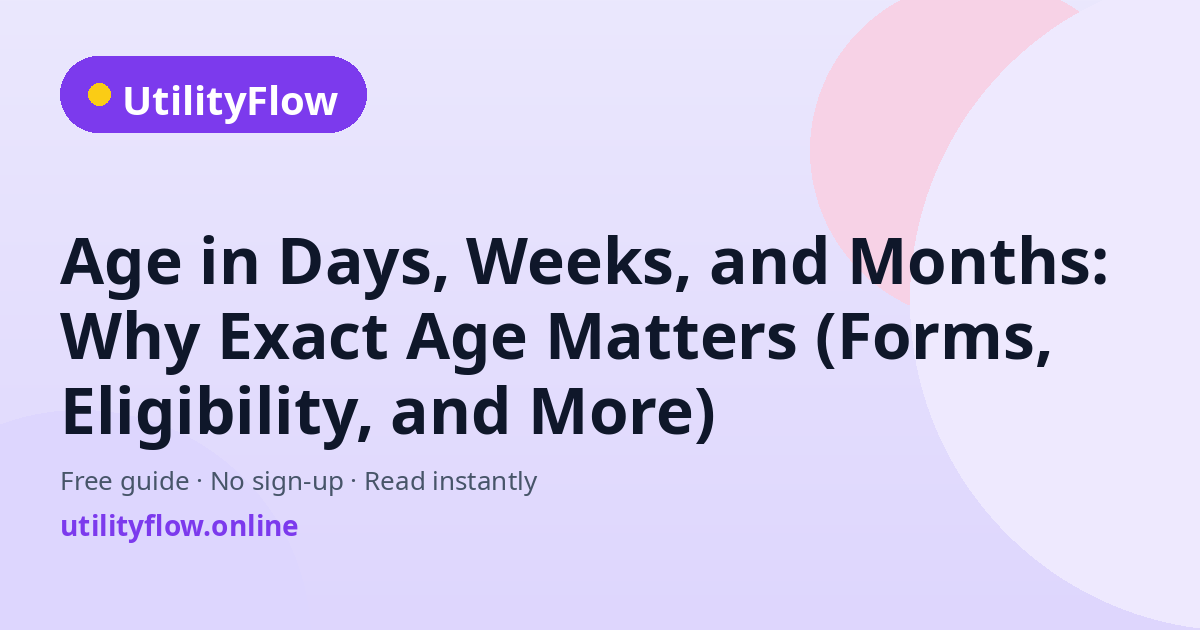 UtilityFlow
Age in Days, Weeks, and Months:
Why Exact Age Matters (Forms,
Eligibility, and More)
Free guide · No sign-up · Read instantly
utilityflow.online